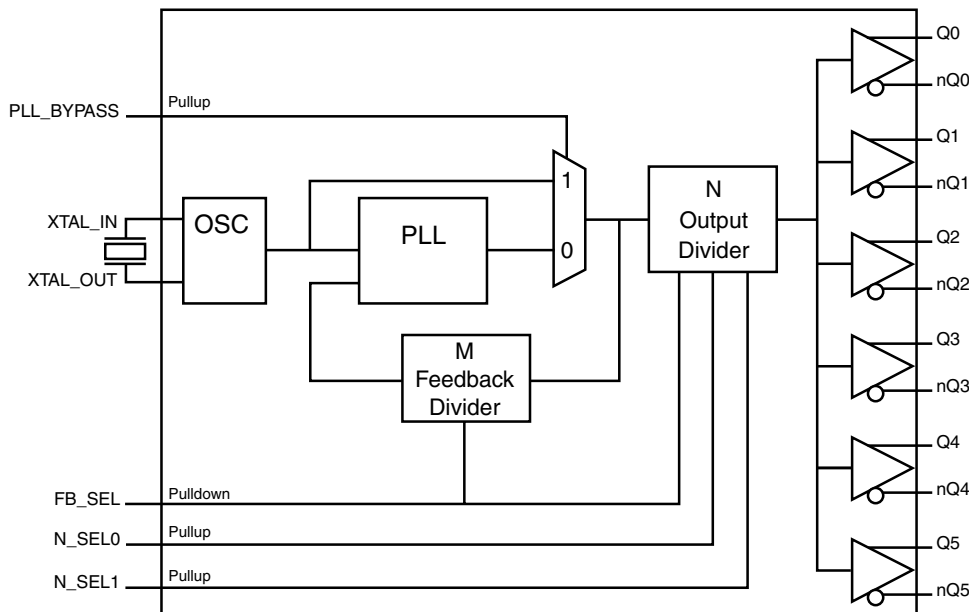 Q0
nQ0
PLL_BYPASS
Pullup
Q1
nQ1
1
N
Output
Divider
XTAL_IN
OSC
PLL
0
XTAL_OUT
Q2
nQ2
M
Feedback
Divider
Q3
nQ3
Q4
nQ4
FB_SEL
Pulldown
N_SEL0
Pullup
N_SEL1
Pullup
Q5
nQ5